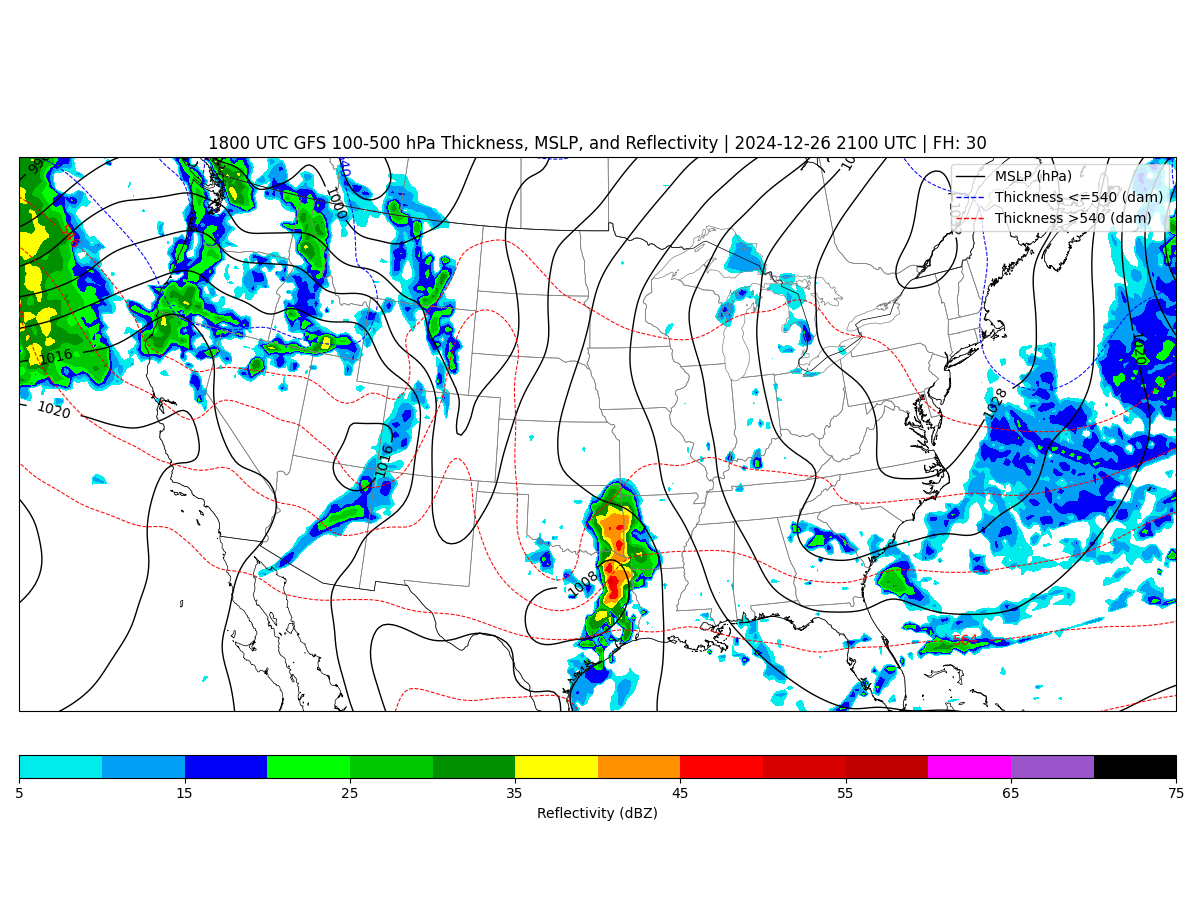 1800 UTC GFS 100-500 hPa Thickness, MSLP, and Reflectivity | 2024-12-26 2100 UTC | FH: 30
MSLP (hPa)
Thickness <=540 (dam)
Thickness >540 (dam)
1000
1016
1020
1016
1008
1028
1020
564
5 15 25 35 45 55 65 75
Reflectivity (dBZ)